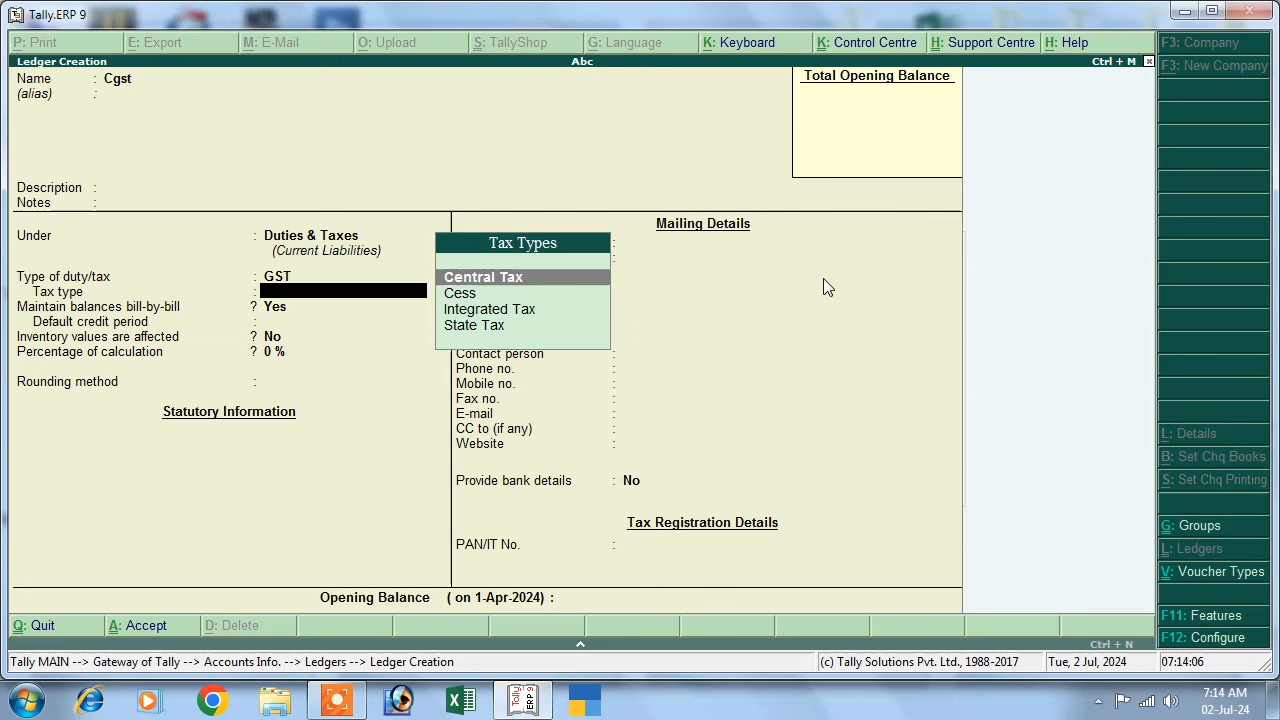 Tally.ERP 9
P: Print E: Export M: E-Mail O: Upload S: TallyShop G: Language K: Keyboard K: Control Centre H: Support Centre H: Help
F3: Company
F3: New Company
Ledger Creation Abc Ctrl + M
Name : Cgst
(alias) :
Total Opening Balance
Description :
Notes :
Under : Duties & Taxes
(Current Liabilities)
Type of duty/tax : GST
Tax type :
Maintain balances bill-by-bill ? Yes
Default credit period :
Inventory values are affected ? No
Percentage of calculation ? 0 %
Rounding method :
Statutory Information
Tax Types
Central Tax
Cess
Integrated Tax
State Tax
Mailing Details
:
:
Contact person :
Phone no. :
Mobile no. :
Fax no. :
E-mail :
CC to (if any) :
Website :
Provide bank details : No
Tax Registration Details
PAN/IT No. :
Opening Balance ( on 1-Apr-2024) :
L: Details
B: Set Chq Books
S: Set Chq Printing
G: Groups
L: Ledgers
V: Voucher Types
F11: Features
F12: Configure
Q: Quit A: Accept D: Delete
Ctrl + N
Tally MAIN --> Gateway of Tally --> Accounts Info. --> Ledgers --> Ledger Creation (c) Tally Solutions Pvt. Ltd., 1988-2017 Tue, 2 Jul, 2024 07:14:06
Tally
ERP 9
7:14 AM
02-Jul-24